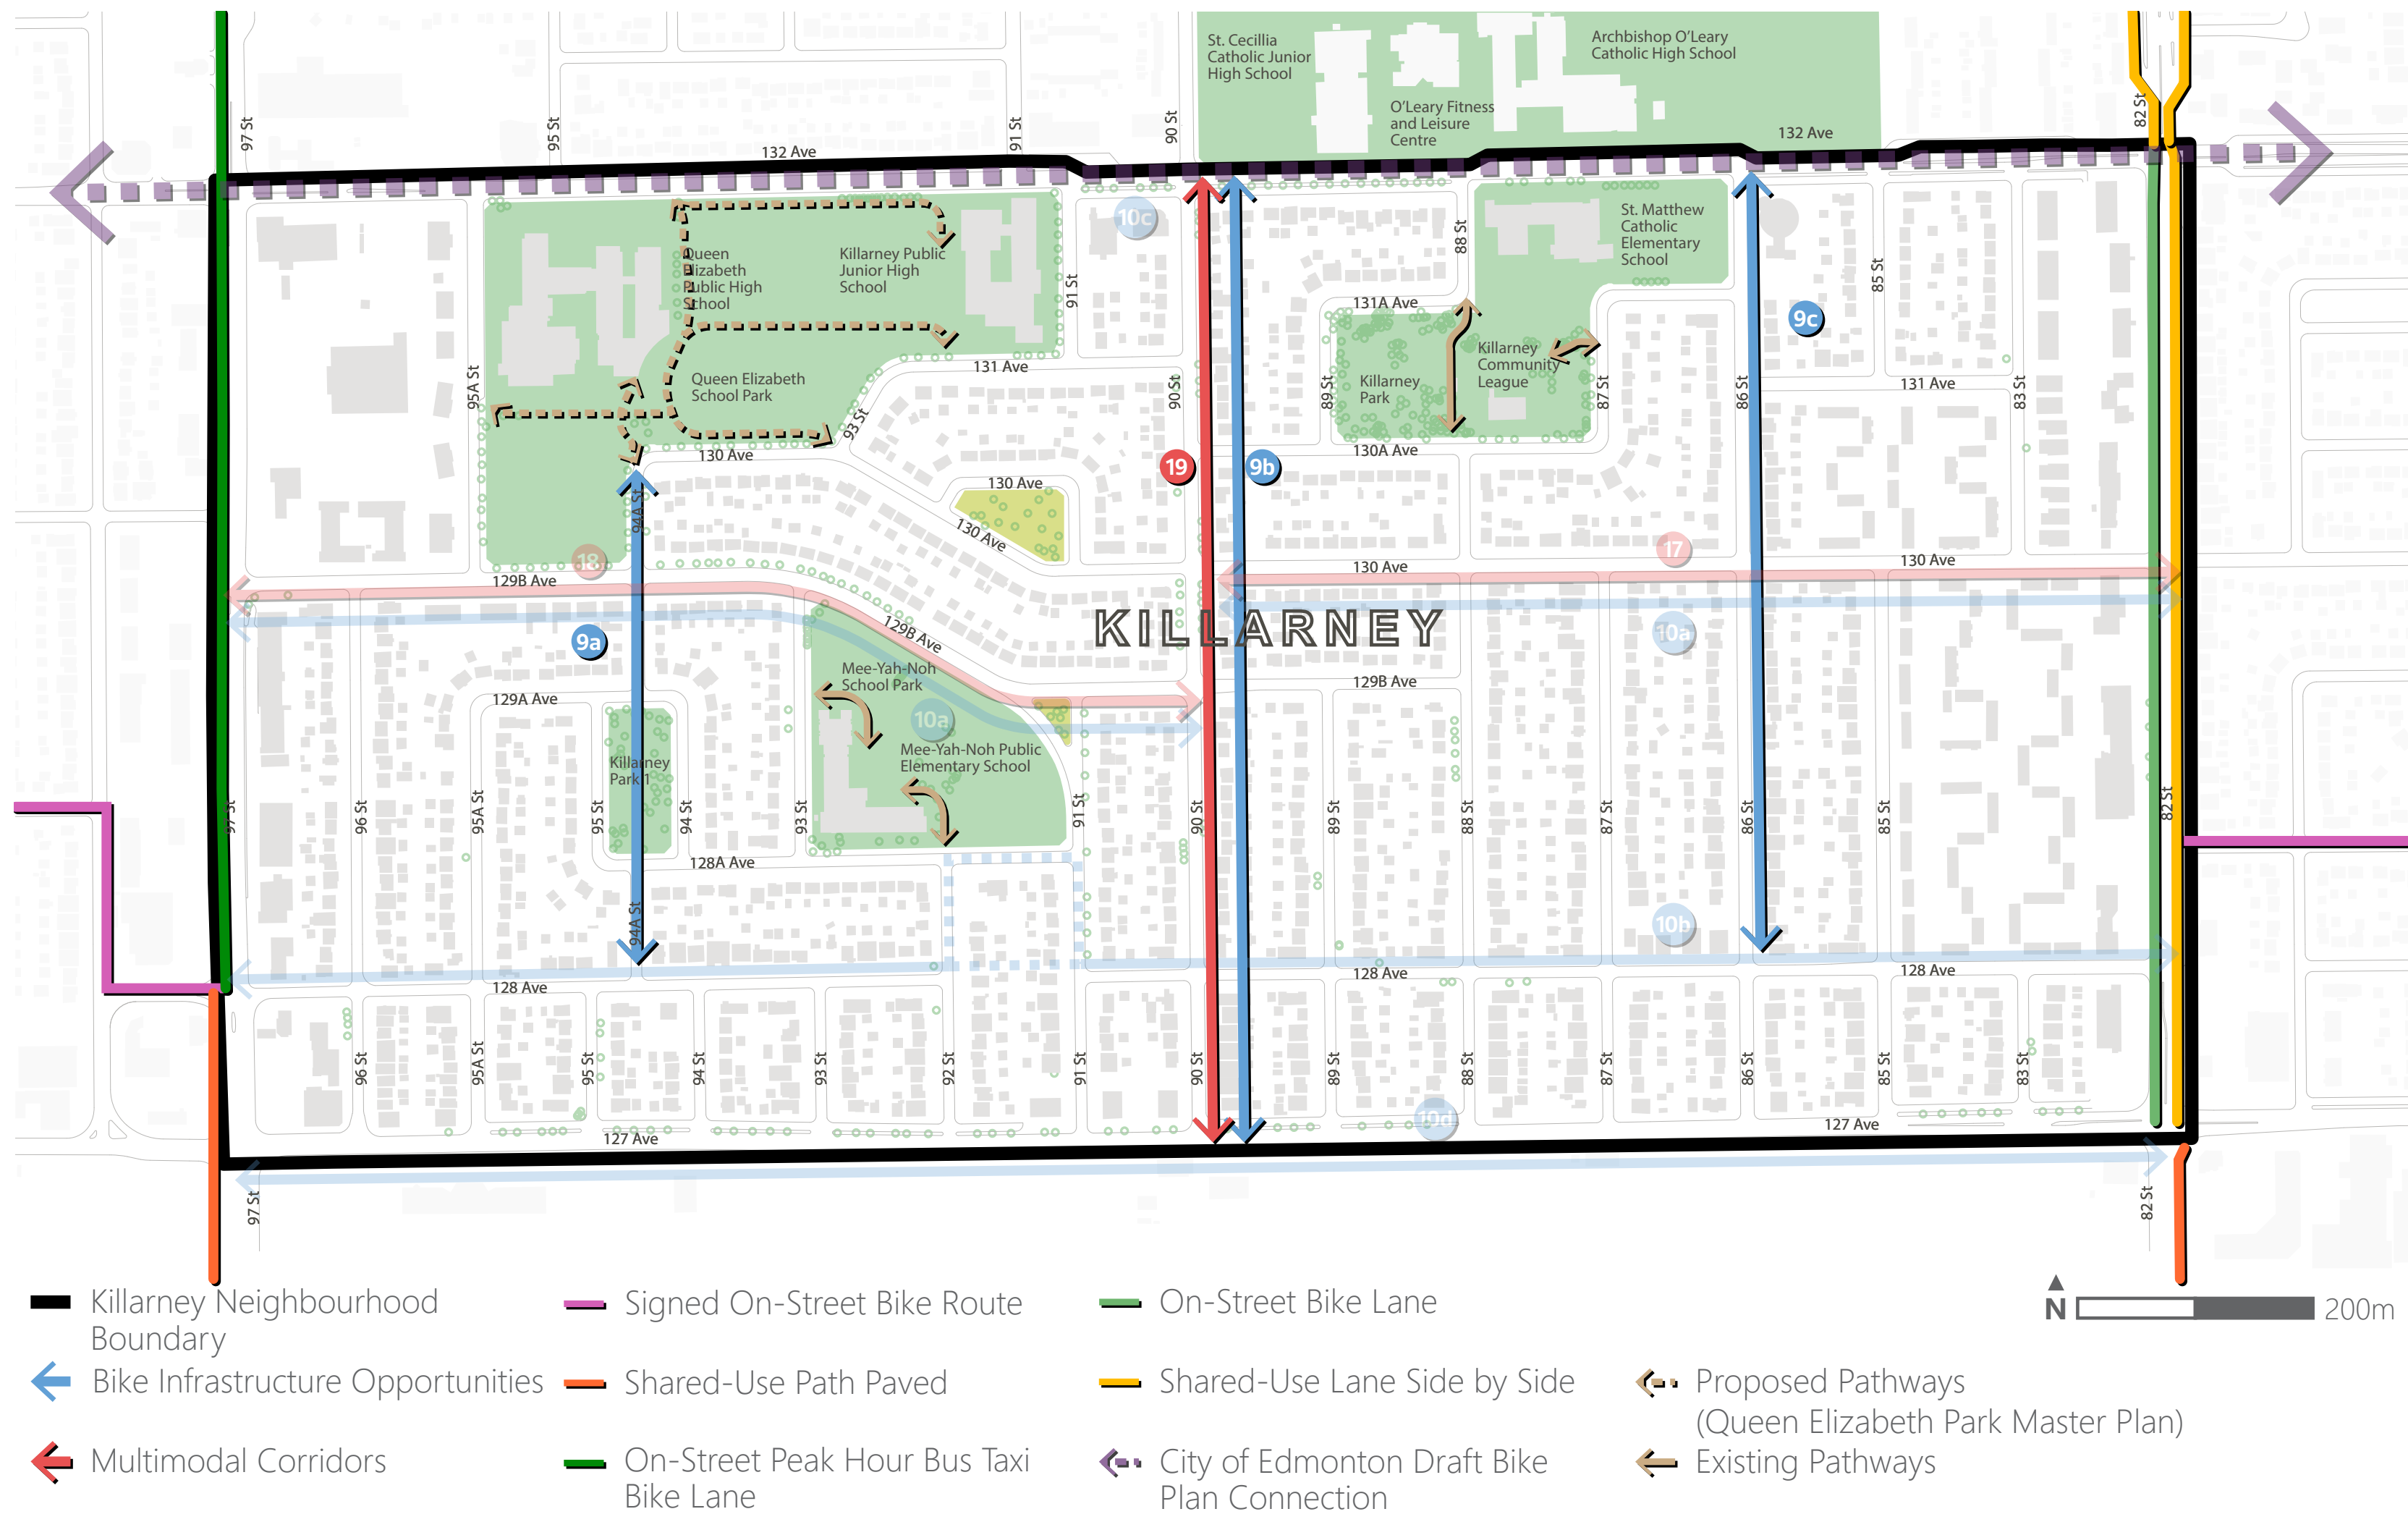 St. Cecillia
Catholic Junior
High School
Archbishop O'Leary
Catholic High School
O'Leary Fitness
and Leisure
Centre
97 St
95 St
91 St
90 St
82 St
132 Ave
132 Ave
10c
Queen
Elizabeth
Public High
School
Killarney Public
Junior High
School
91 St
88 St
St. Matthew
Catholic
Elementary
School
85 St
131A Ave
9c
95A St
Queen Elizabeth
School Park
131 Ave
93 St
90 St
89 St
Killarney
Park
Killarney
Community
League
87 St
86 St
131 Ave
83 St
130 Ave
19
9b
130A Ave
94A St
130 Ave
130 Ave
18
17
129B Ave
130 Ave
130 Ave
9a
129B Ave
KILLARNEY
10a
Mee-Yah-Noh
School Park
129A Ave
129B Ave
10a
Mee-Yah-Noh Public
Elementary School
Killarney
Park 1
97 St
96 St
95A St
95 St
94 St
93 St
91 St
90 St
89 St
88 St
87 St
86 St
85 St
82 St
128A Ave
94A St
10b
128 Ave
128 Ave
128 Ave
96 St
95A St
95 St
94 St
93 St
92 St
91 St
90 St
89 St
88 St
87 St
86 St
85 St
83 St
10d
127 Ave
127 Ave
97 St
82 St
Killarney Neighbourhood
Boundary
Signed On-Street Bike Route
On-Street Bike Lane
N
200m
Bike Infrastructure Opportunities
Shared-Use Path Paved
Shared-Use Lane Side by Side
Proposed Pathways
(Queen Elizabeth Park Master Plan)
Multimodal Corridors
On-Street Peak Hour Bus Taxi
Bike Lane
City of Edmonton Draft Bike
Plan Connection
Existing Pathways